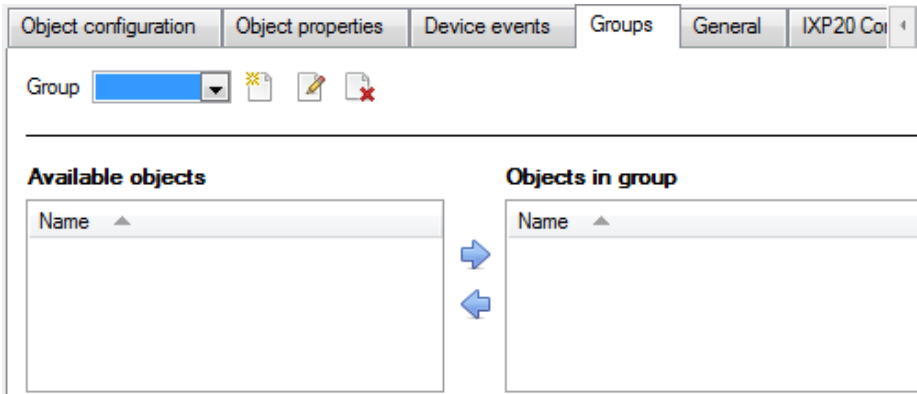 Object configuration Object properties Device events Groups General IXP20 Co
Group
Available objects Objects in group
Name Name